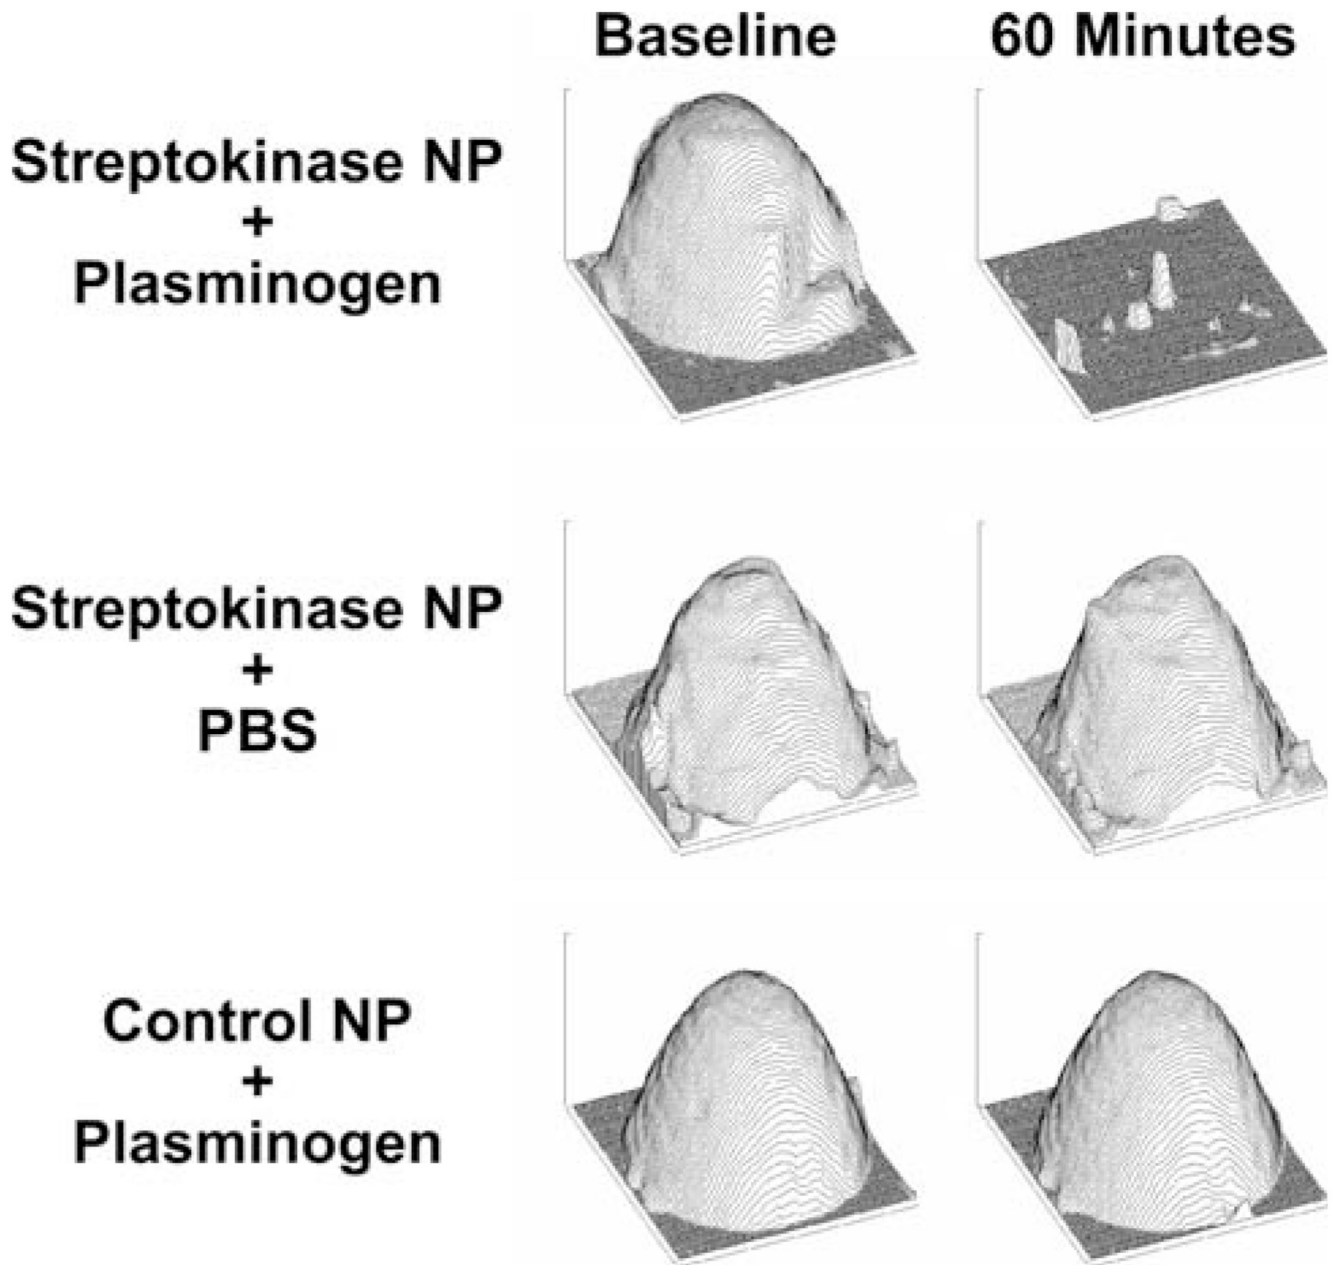 Baseline 60 Minutes
Streptokinase NP
+
Plasminogen
Streptokinase NP
+
PBS
Control NP
+
Plasminogen